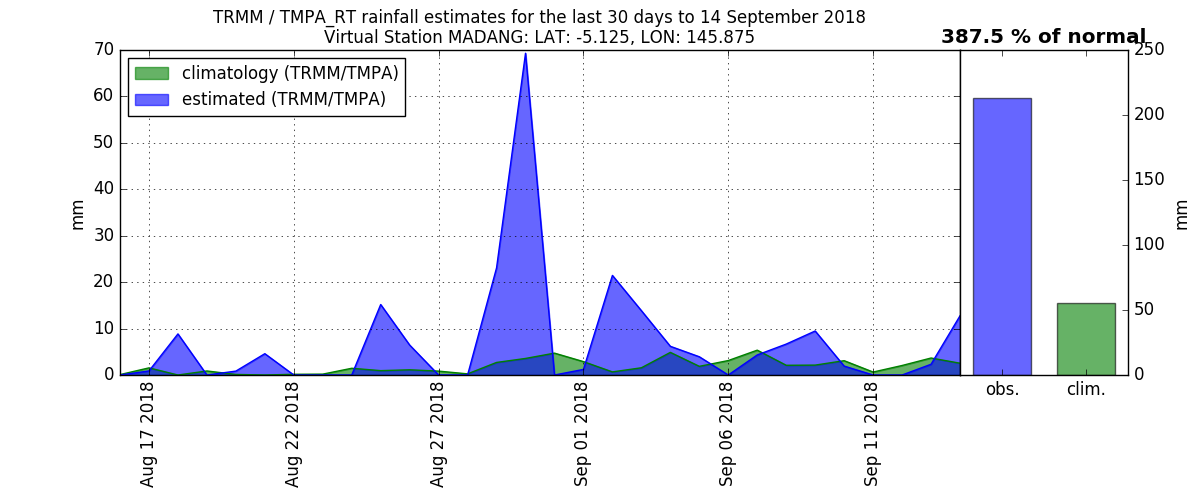 TRMM / TMPA_RT rainfall estimates for the last 30 days to 14 September 2018
Virtual Station MADANG: LAT: -5.125, LON: 145.875
387.5 % of normal
climatology (TRMM/TMPA)
estimated (TRMM/TMPA)
70
60
50
40
30
20
10
0
mm
Aug 17 2018
Aug 22 2018
Aug 27 2018
Sep 01 2018
Sep 06 2018
Sep 11 2018
250
200
150
100
50
0
mm
obs.
clim.